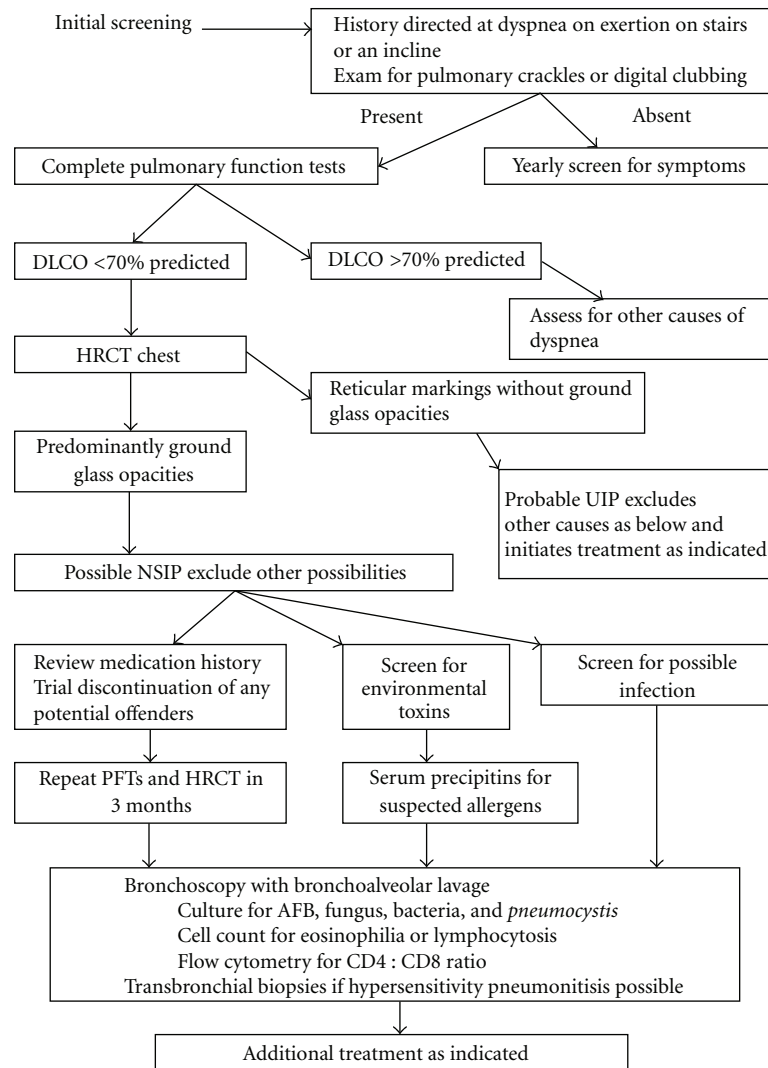 Initial screening
History directed at dyspnea on exertion on stairs
or an incline
Exam for pulmonary crackles or digital clubbing
Present
Absent
Complete pulmonary function tests
Yearly screen for symptoms
DLCO <70% predicted
DLCO >70% predicted
Assess for other causes of
dyspnea
HRCT chest
Reticular markings without ground
glass opacities
Predominantly ground
glass opacities
Probable UIP excludes
other causes as below and
initiates treatment as indicated
Possible NSIP exclude other possibilities
Review medication history
Trial discontinuation of any
potential offenders
Screen for
environmental
toxins
Screen for possible
infection
Repeat PFTs and HRCT in
3 months
Serum precipitins for
suspected allergens
Bronchoscopy with bronchoalveolar lavage
Culture for AFB, fungus, bacteria, and pneumocystis
Cell count for eosinophilia or lymphocytosis
Flow cytometry for CD4 : CD8 ratio
Transbronchial biopsies if hypersensitivity pneumonitisis possible
Additional treatment as indicated